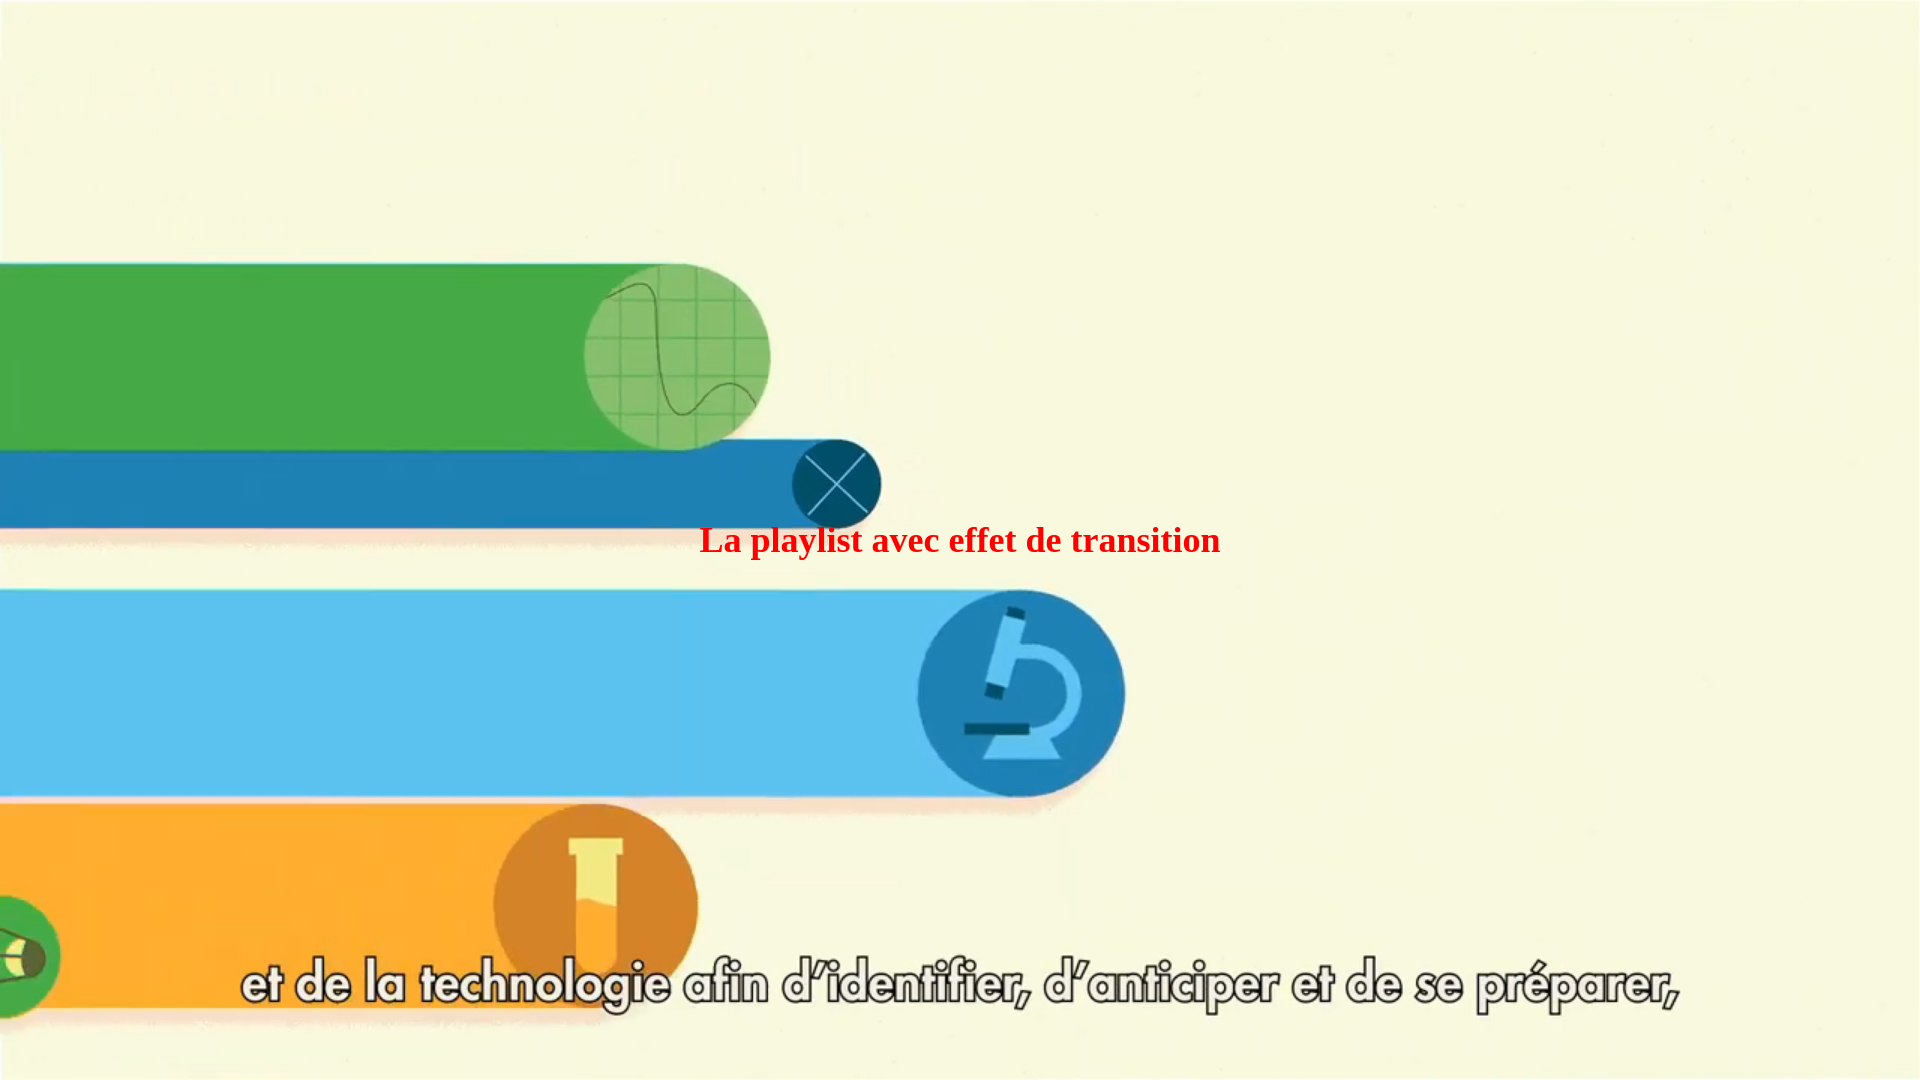 La playlist avec effet de transition
et de la technologie afin d’identifier, d’anticiper et de se préparer,